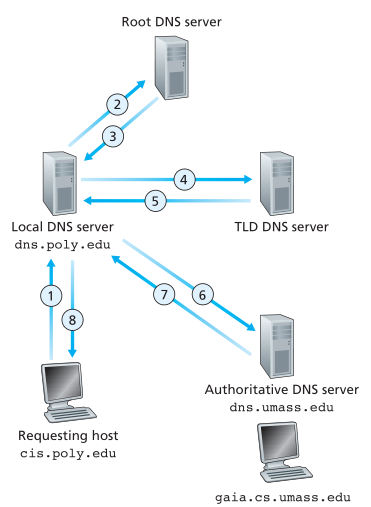 Root DNS server
2
3
4
5
Local DNS server
dns.poly.edu
TLD DNS server
1
8
7
6
Authoritative DNS server
dns.umass.edu
Requesting host
cis.poly.edu
gaia.cs.umass.edu